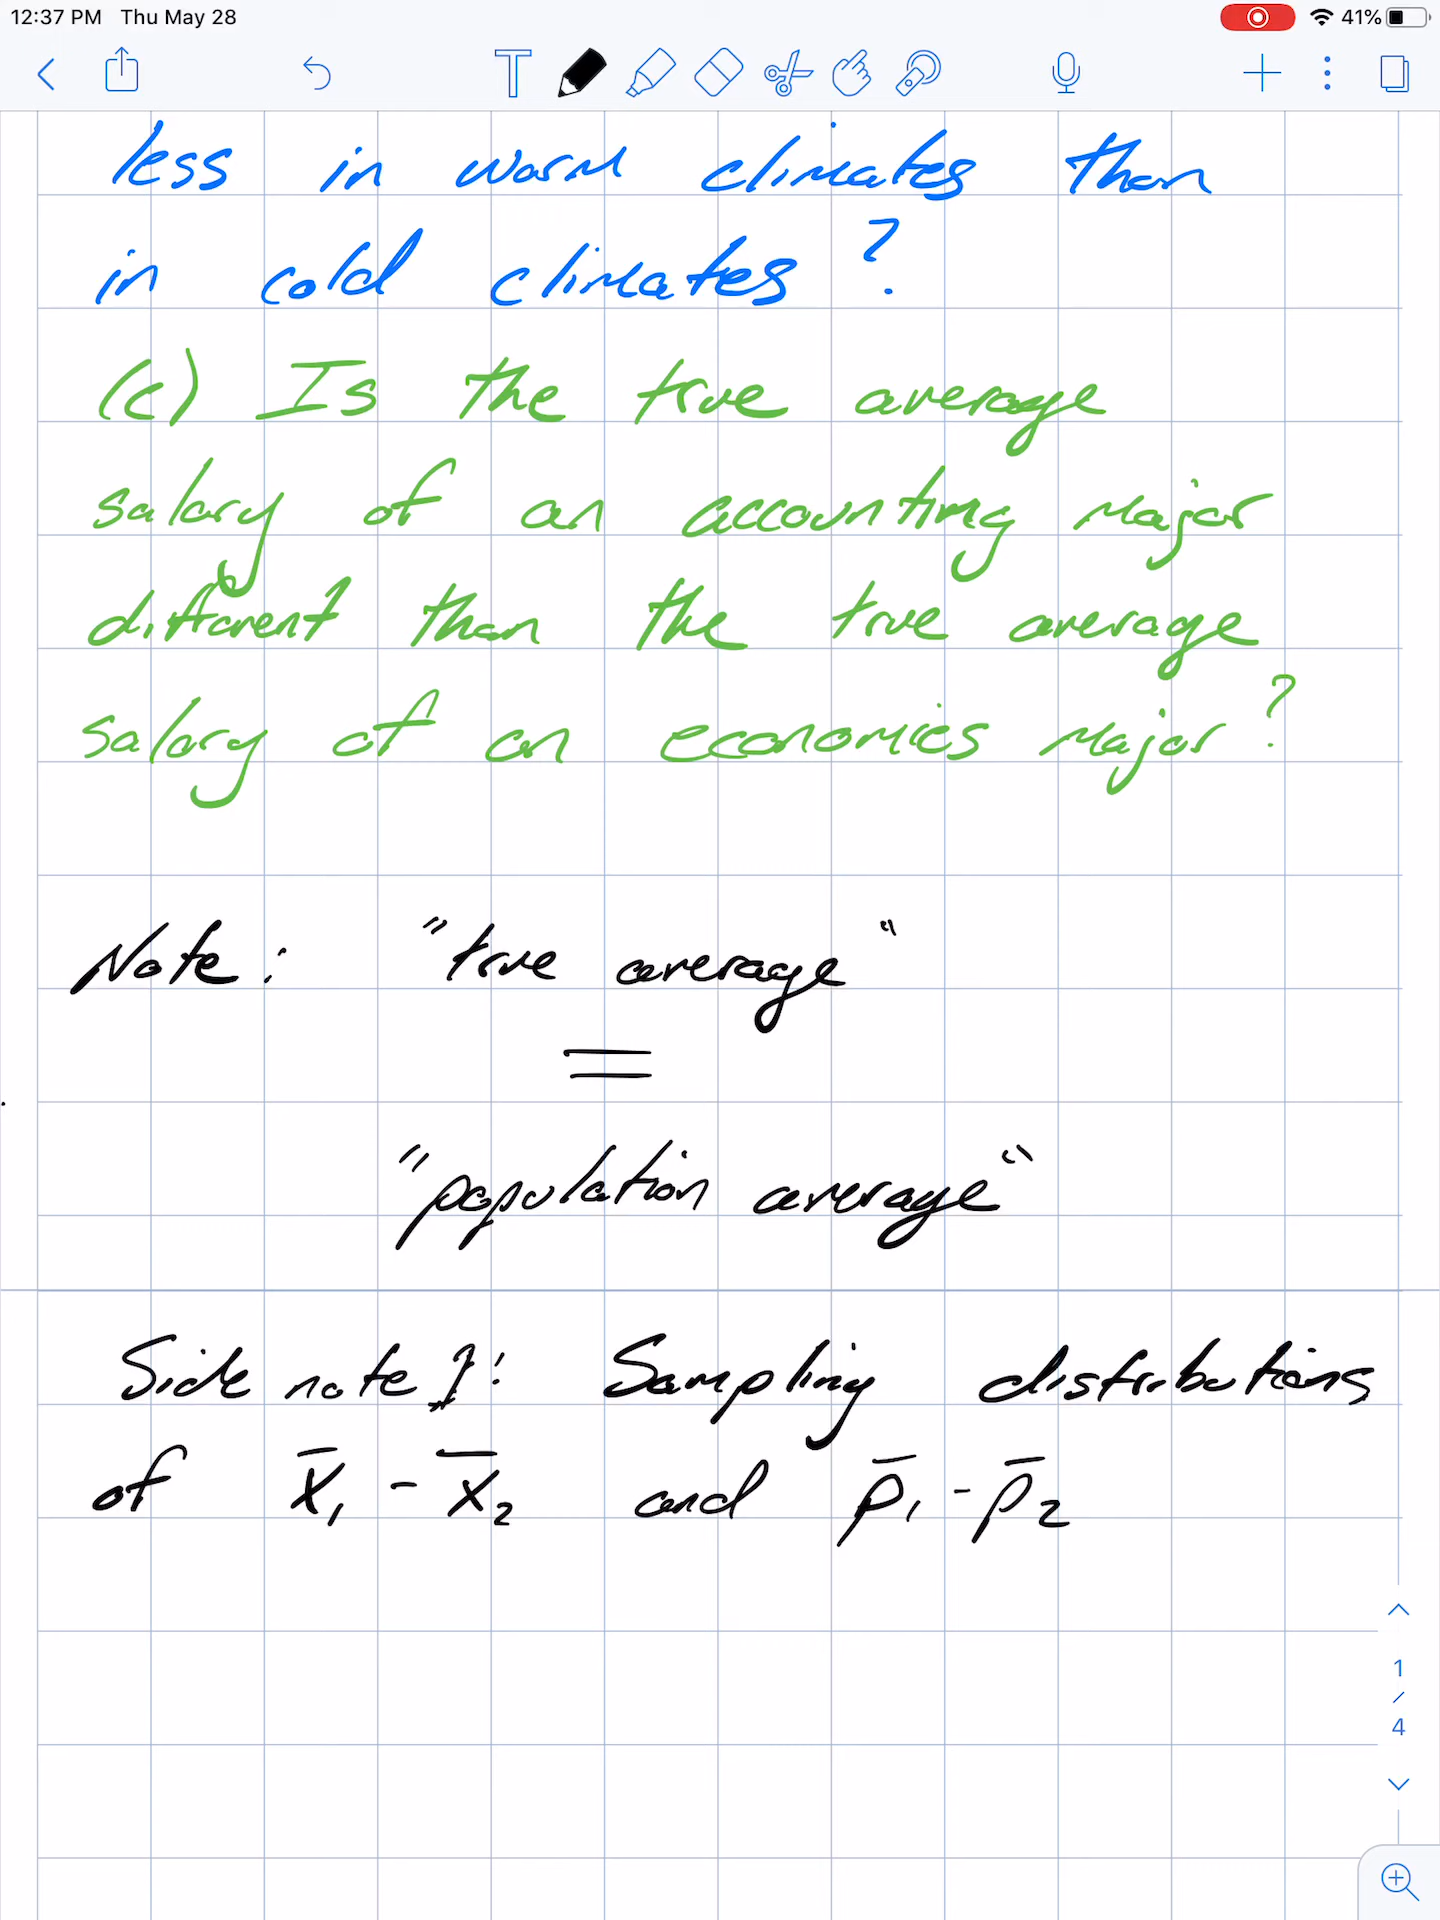 12:37 PM Thu May 28 41%
less in warm climates than
in cold climates?
(c) Is the true average
salary of an accounting major
different than the true average
salary of an economics major?
Note: "true average"
=
"population average"
Side note 1: Sampling distributions
of x̄₁ - x̄₂ and p̄₁ - p̄₂
1
/
4